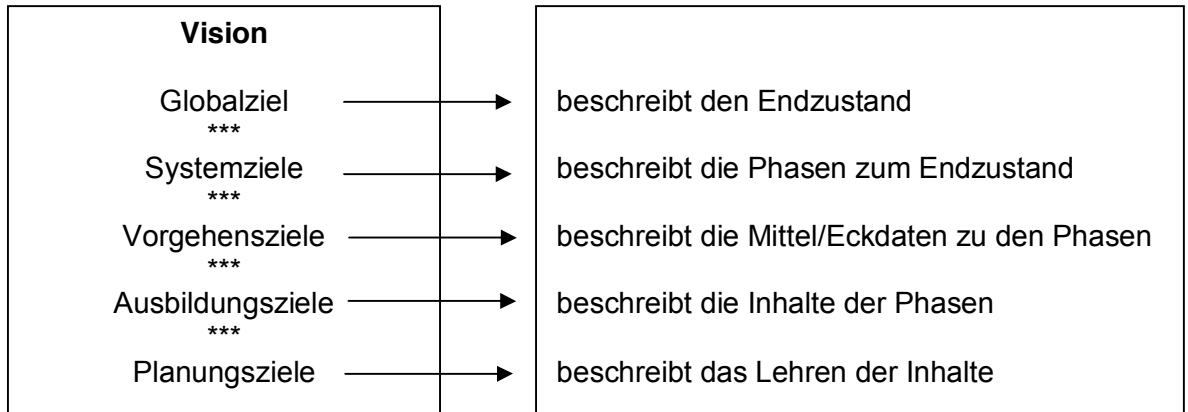 Vision
Globalziel beschreibt den Endzustand
***
Systemziele beschreibt die Phasen zum Endzustand
***
Vorgehensziele beschreibt die Mittel/Eckdaten zu den Phasen
***
Ausbildungsziele beschreibt die Inhalte der Phasen
***
Planungsziele beschreibt das Lehren der Inhalte